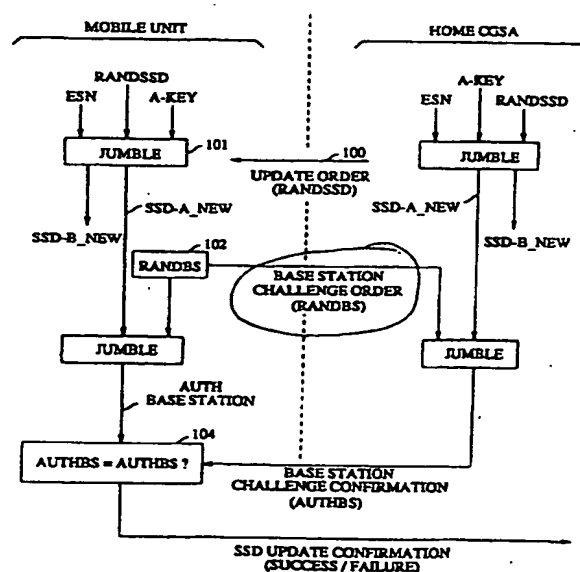 MOBILE UNIT
HOME CGSA
RANDSSD
ESN
A-KEY
A-KEY
ESN
RANDSSD
JUMBLE
101
100
JUMBLE
UPDATE ORDER
(RANDSSD)
SSD-A_NEW
SSD-A_NEW
SSD-B_NEW
SSD-B_NEW
102
RANDBS
BASE STATION
CHALLENGE ORDER
(RANDBS)
JUMBLE
JUMBLE
AUTH
BASE STATION
104
AUTHBS = AUTHBS ?
BASE STATION
CHALLENGE CONFIRMATION
(AUTHBS)
SSD UPDATE CONFIRMATION
(SUCCESS / FAILURE)